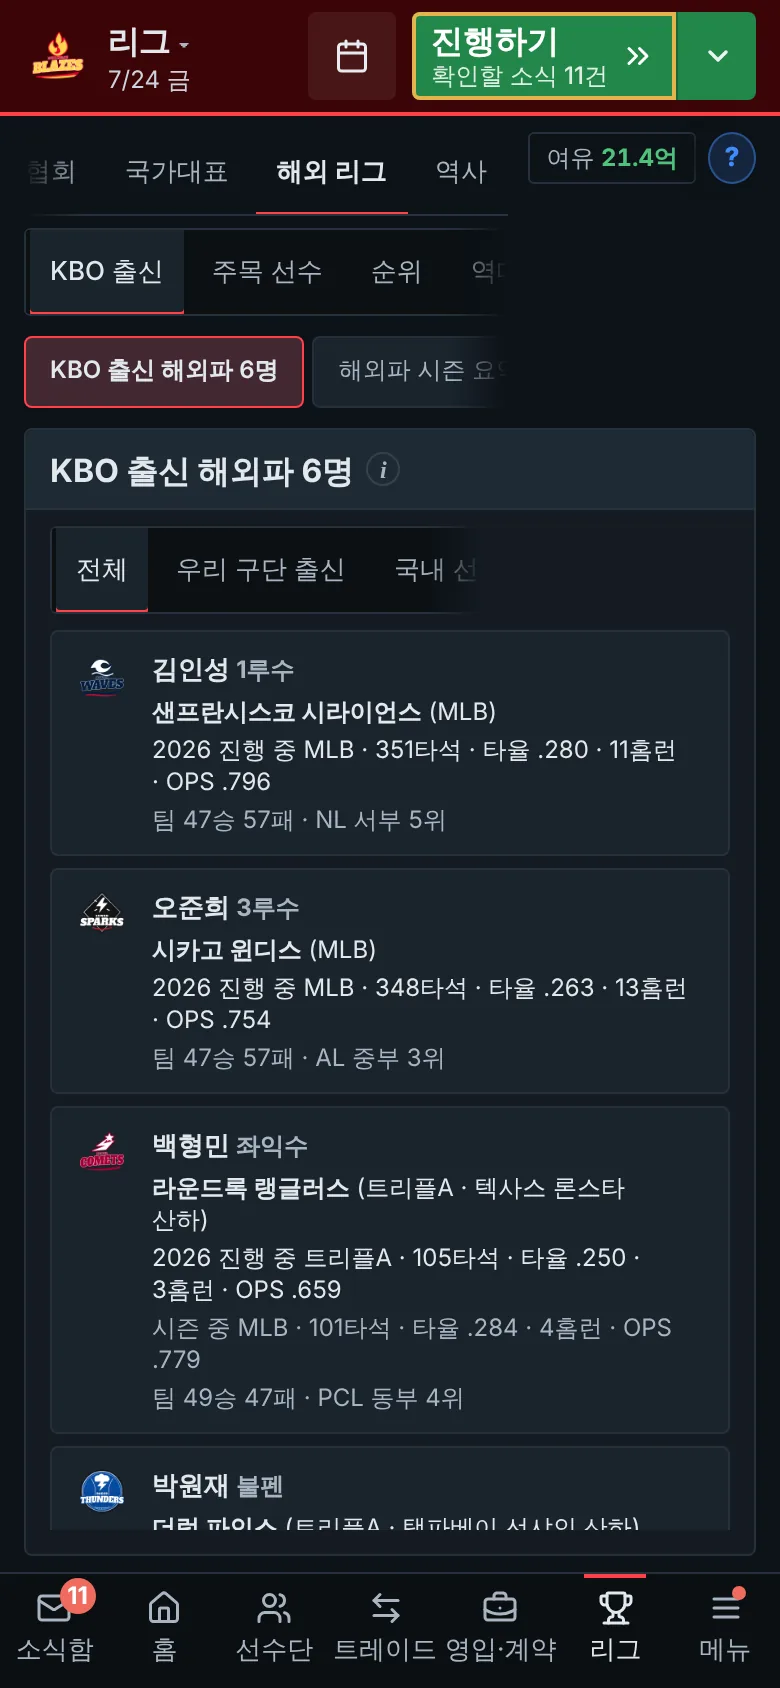 BLAZES
리그
7/24 금
진행하기
확인할 소식 11건
협회
국가대표
해외 리그
역사
여유 21.4억
?
KBO 출신
주목 선수
순위
KBO 출신 해외파 6명
해외파 시즌 요
KBO 출신 해외파 6명 i
전체
우리 구단 출신
국내 선
WAVES
김인성 1루수
샌프란시스코 시라이언스 (MLB)
2026 진행 중 MLB · 351타석 · 타율 .280 · 11홈런
· OPS .796
팀 47승 57패 · NL 서부 5위
SPARKS
오준희 3루수
시카고 윈디스 (MLB)
2026 진행 중 MLB · 348타석 · 타율 .263 · 13홈런
· OPS .754
팀 47승 57패 · AL 중부 3위
COMETS
백형민 좌익수
라운드록 랭글러스 (트리플A · 텍사스 론스타
산하)
2026 진행 중 트리플A · 105타석 · 타율 .250 ·
3홈런 · OPS .659
시즌 중 MLB · 101타석 · 타율 .284 · 4홈런 · OPS
.779
팀 49승 47패 · PCL 동부 4위
THUNDERS
박원재 불펜
11
소식함
홈
선수단
트레이드
영입·계약
리그
메뉴